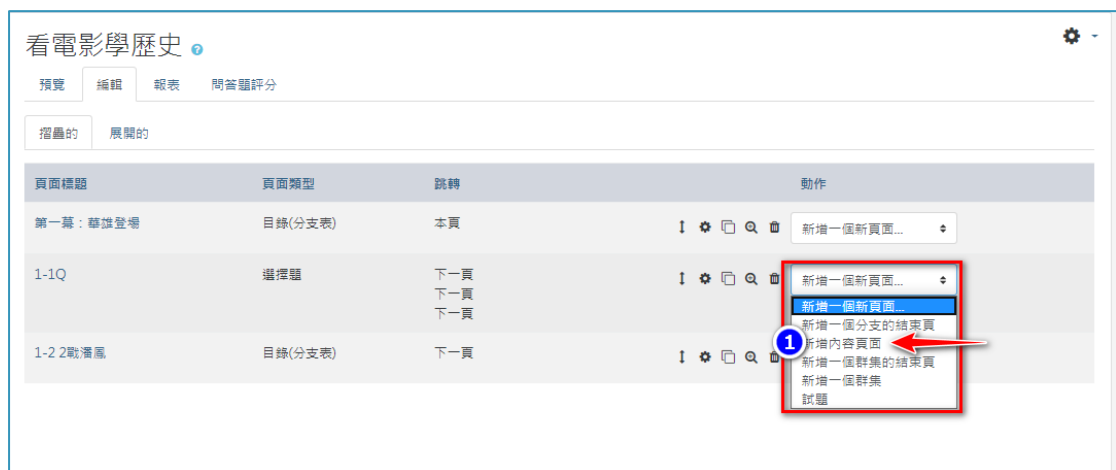 看電影學歷史
預覽 編輯 報表 問答題評分
摺疊的 展開的
頁面標題 頁面類型 跳轉 動作
第一幕：華雄登場 目錄(分支表) 本頁 新增一個新頁面...
1-1Q 選擇題 下一頁 新增一個新頁面...
下一頁
下一頁
新增一個新頁面...
新增一個分支的結束頁
1 新增內容頁面
新增一個群集的結束頁
新增一個群集
試題
1-2 2戰潘鳳 目錄(分支表) 下一頁